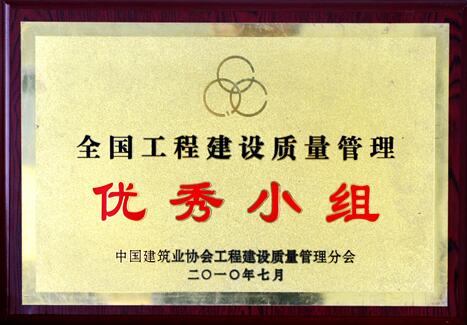 全国工程建设质量管理
优秀小组
中国建筑业协会工程建设质量管理分会
二〇一〇年七月